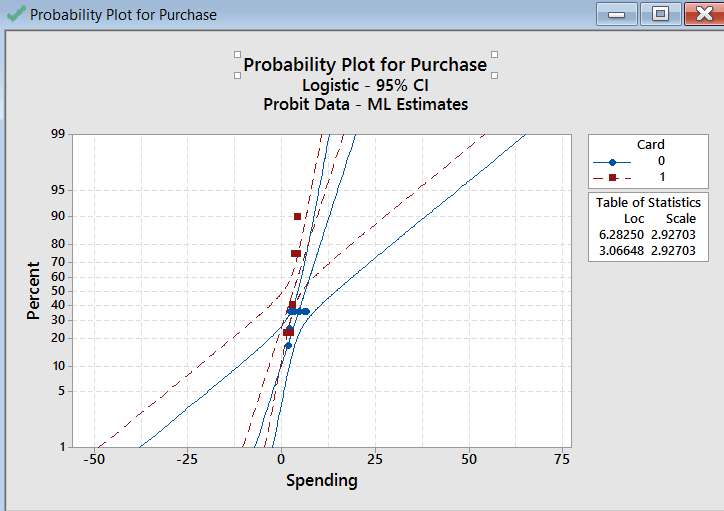 Probability Plot for Purchase
Probability Plot for Purchase
Logistic - 95% CI
Probit Data - ML Estimates
99
95
90
80
70
60
50
40
30
20
10
5
1
Percent
-50 -25 0 25 50 75
Spending
Card
0
1
Table of Statistics
Loc Scale
6.28250 2.92703
3.06648 2.92703